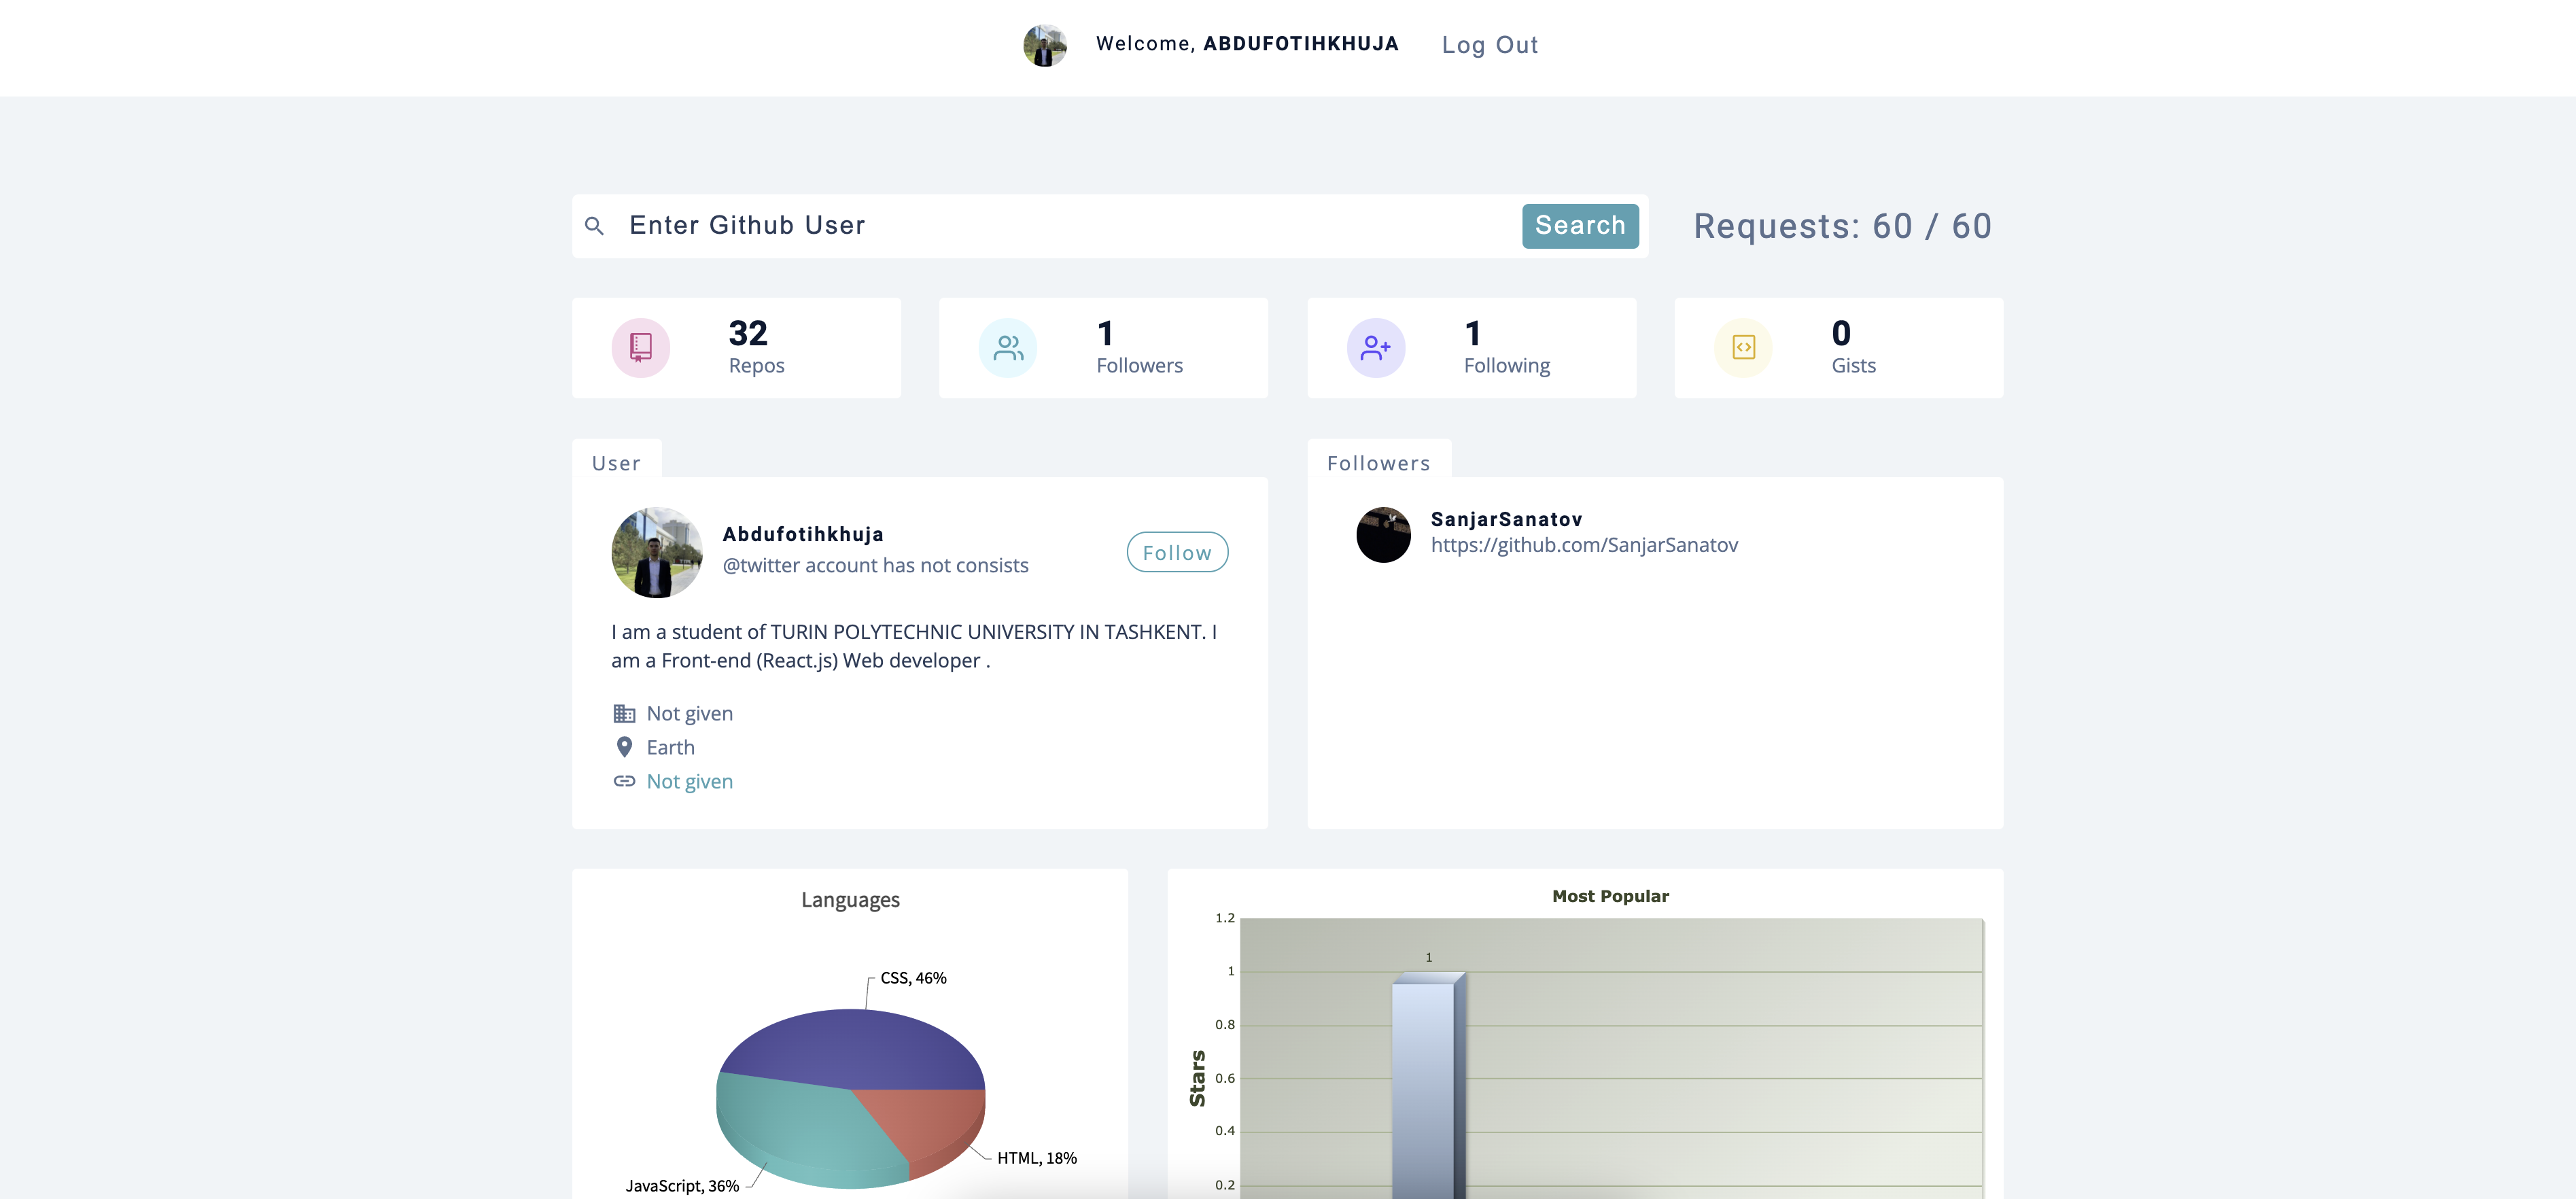 Welcome, ABDUFOTIHKHUJA
Log Out
Enter Github User
Search
Requests: 60 / 60
32
Repos
1
Followers
1
Following
0
Gists
User
Abdufotihkhuja
@twitter account has not consists
Follow
I am a student of TURIN POLYTECHNIC UNIVERSITY IN TASHKENT. I
am a Front-end (React.js) Web developer .
Not given
Earth
Not given
Followers
SanjarSanatov
https://github.com/SanjarSanatov
Languages
CSS, 46%
HTML, 18%
JavaScript, 36%
Most Popular
Stars
1.2
1
0.8
0.6
0.4
0.2
1